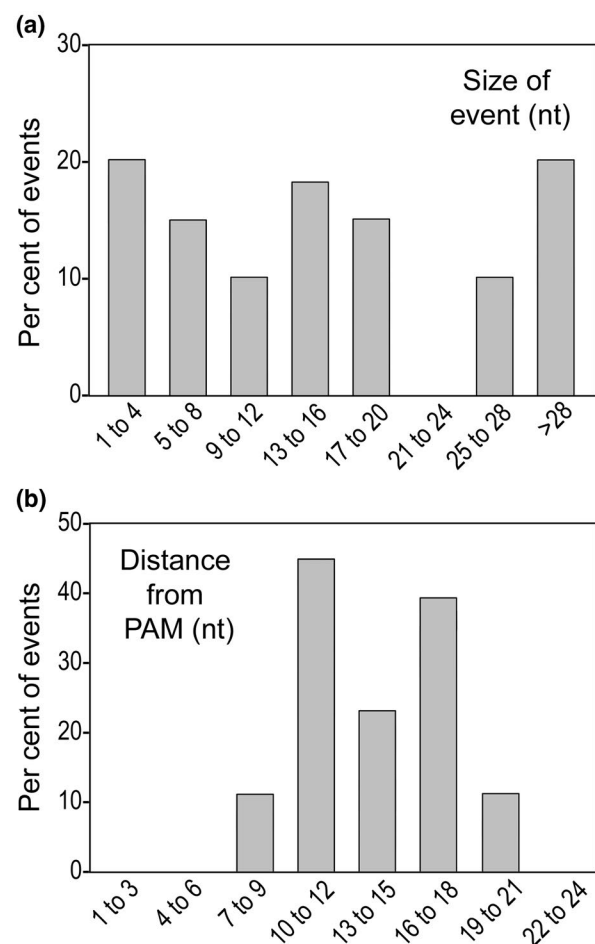 (a)
30
20
10
0
Per cent of events
Size of
event (nt)
1 to 4
5 to 8
9 to 12
13 to 16
17 to 20
21 to 24
25 to 28
>28
(b)
50
40
30
20
10
0
Per cent of events
Distance
from
PAM (nt)
1 to 3
4 to 6
7 to 9
10 to 12
13 to 15
16 to 18
19 to 21
22 to 24